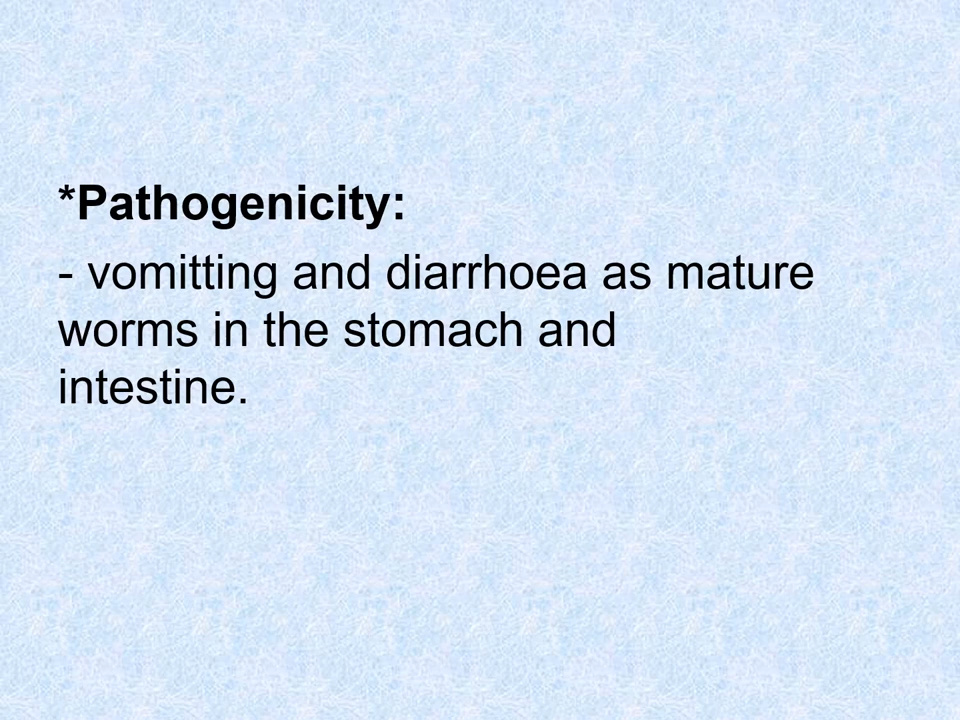 *Pathogenicity:
- vomitting and diarrhoea as mature
worms in the stomach and
intestine.